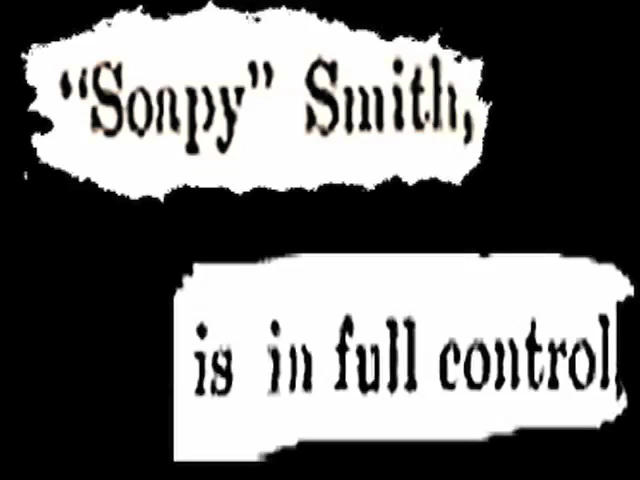 “Soapy” Smith,
is in full control,